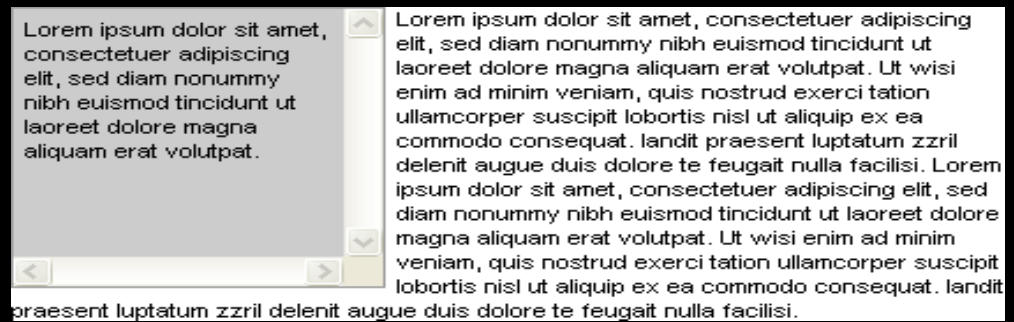 Lorem ipsum dolor sit amet,
consectetuer adipiscing
elit, sed diam nonummy
nibh euismod tincidunt ut
laoreet dolore magna
aliquam erat volutpat.
Lorem ipsum dolor sit amet, consectetuer adipiscing
elit, sed diam nonummy nibh euismod tincidunt ut
laoreet dolore magna aliquam erat volutpat. Ut wisi
enim ad minim veniam, quis nostrud exerci tation
ullamcorper suscipit lobortis nisl ut aliquip ex ea
commodo consequat. landit praesent luptatum zzril
delenit augue duis dolore te feugait nulla facilisi. Lorem
ipsum dolor sit amet, consectetuer adipiscing elit, sed
diam nonummy nibh euismod tincidunt ut laoreet dolore
magna aliquam erat volutpat. Ut wisi enim ad minim
veniam, quis nostrud exerci tation ullamcorper suscipit
lobortis nisl ut aliquip ex ea commodo consequat. landit
praesent luptatum zzril delenit augue duis dolore te feugait nulla facilisi.